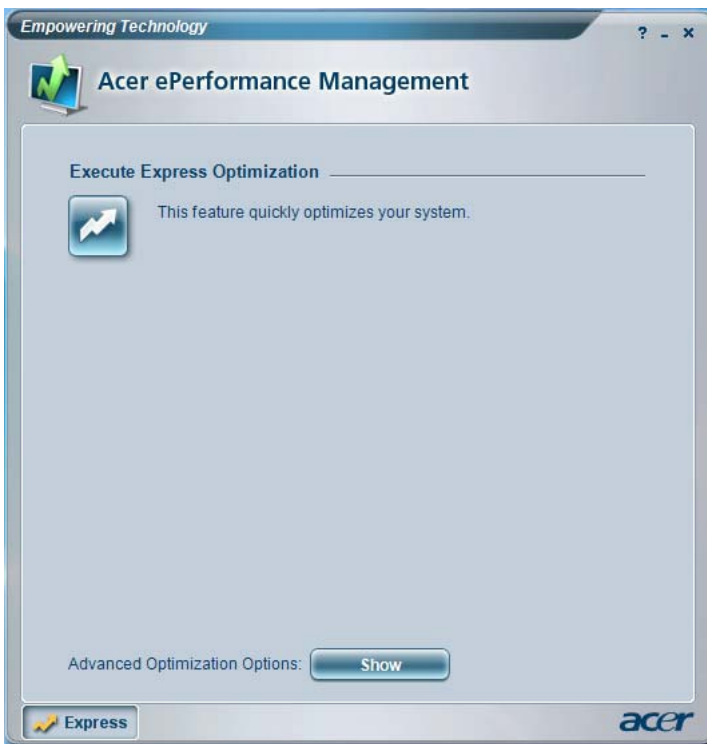 Empowering Technology
? - x
Acer ePerformance Management
Execute Express Optimization
This feature quickly optimizes your system.
Advanced Optimization Options: Show
Express
acer